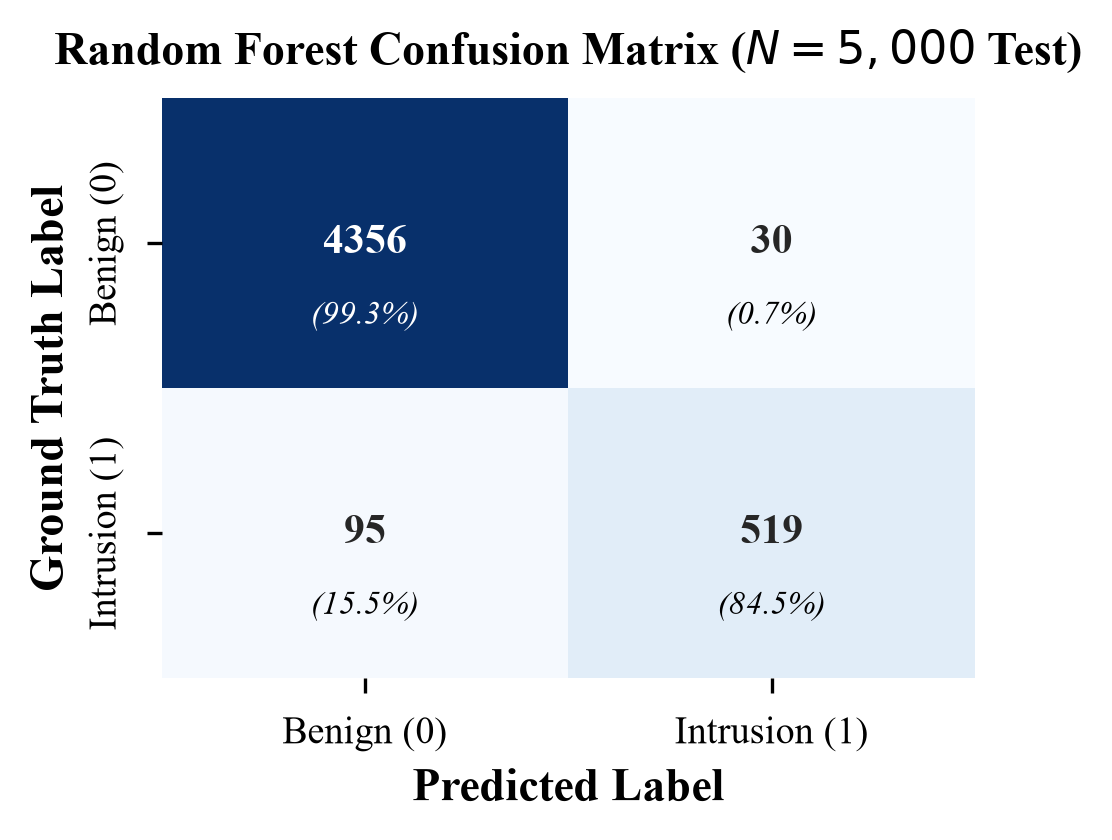 Random Forest Confusion Matrix (N = 5, 000 Test)
Ground Truth Label
Benign (0)
4356
30
(99.3%)
(0.7%)
Intrusion (1)
95
519
(15.5%)
(84.5%)
Benign (0)
Intrusion (1)
Predicted Label